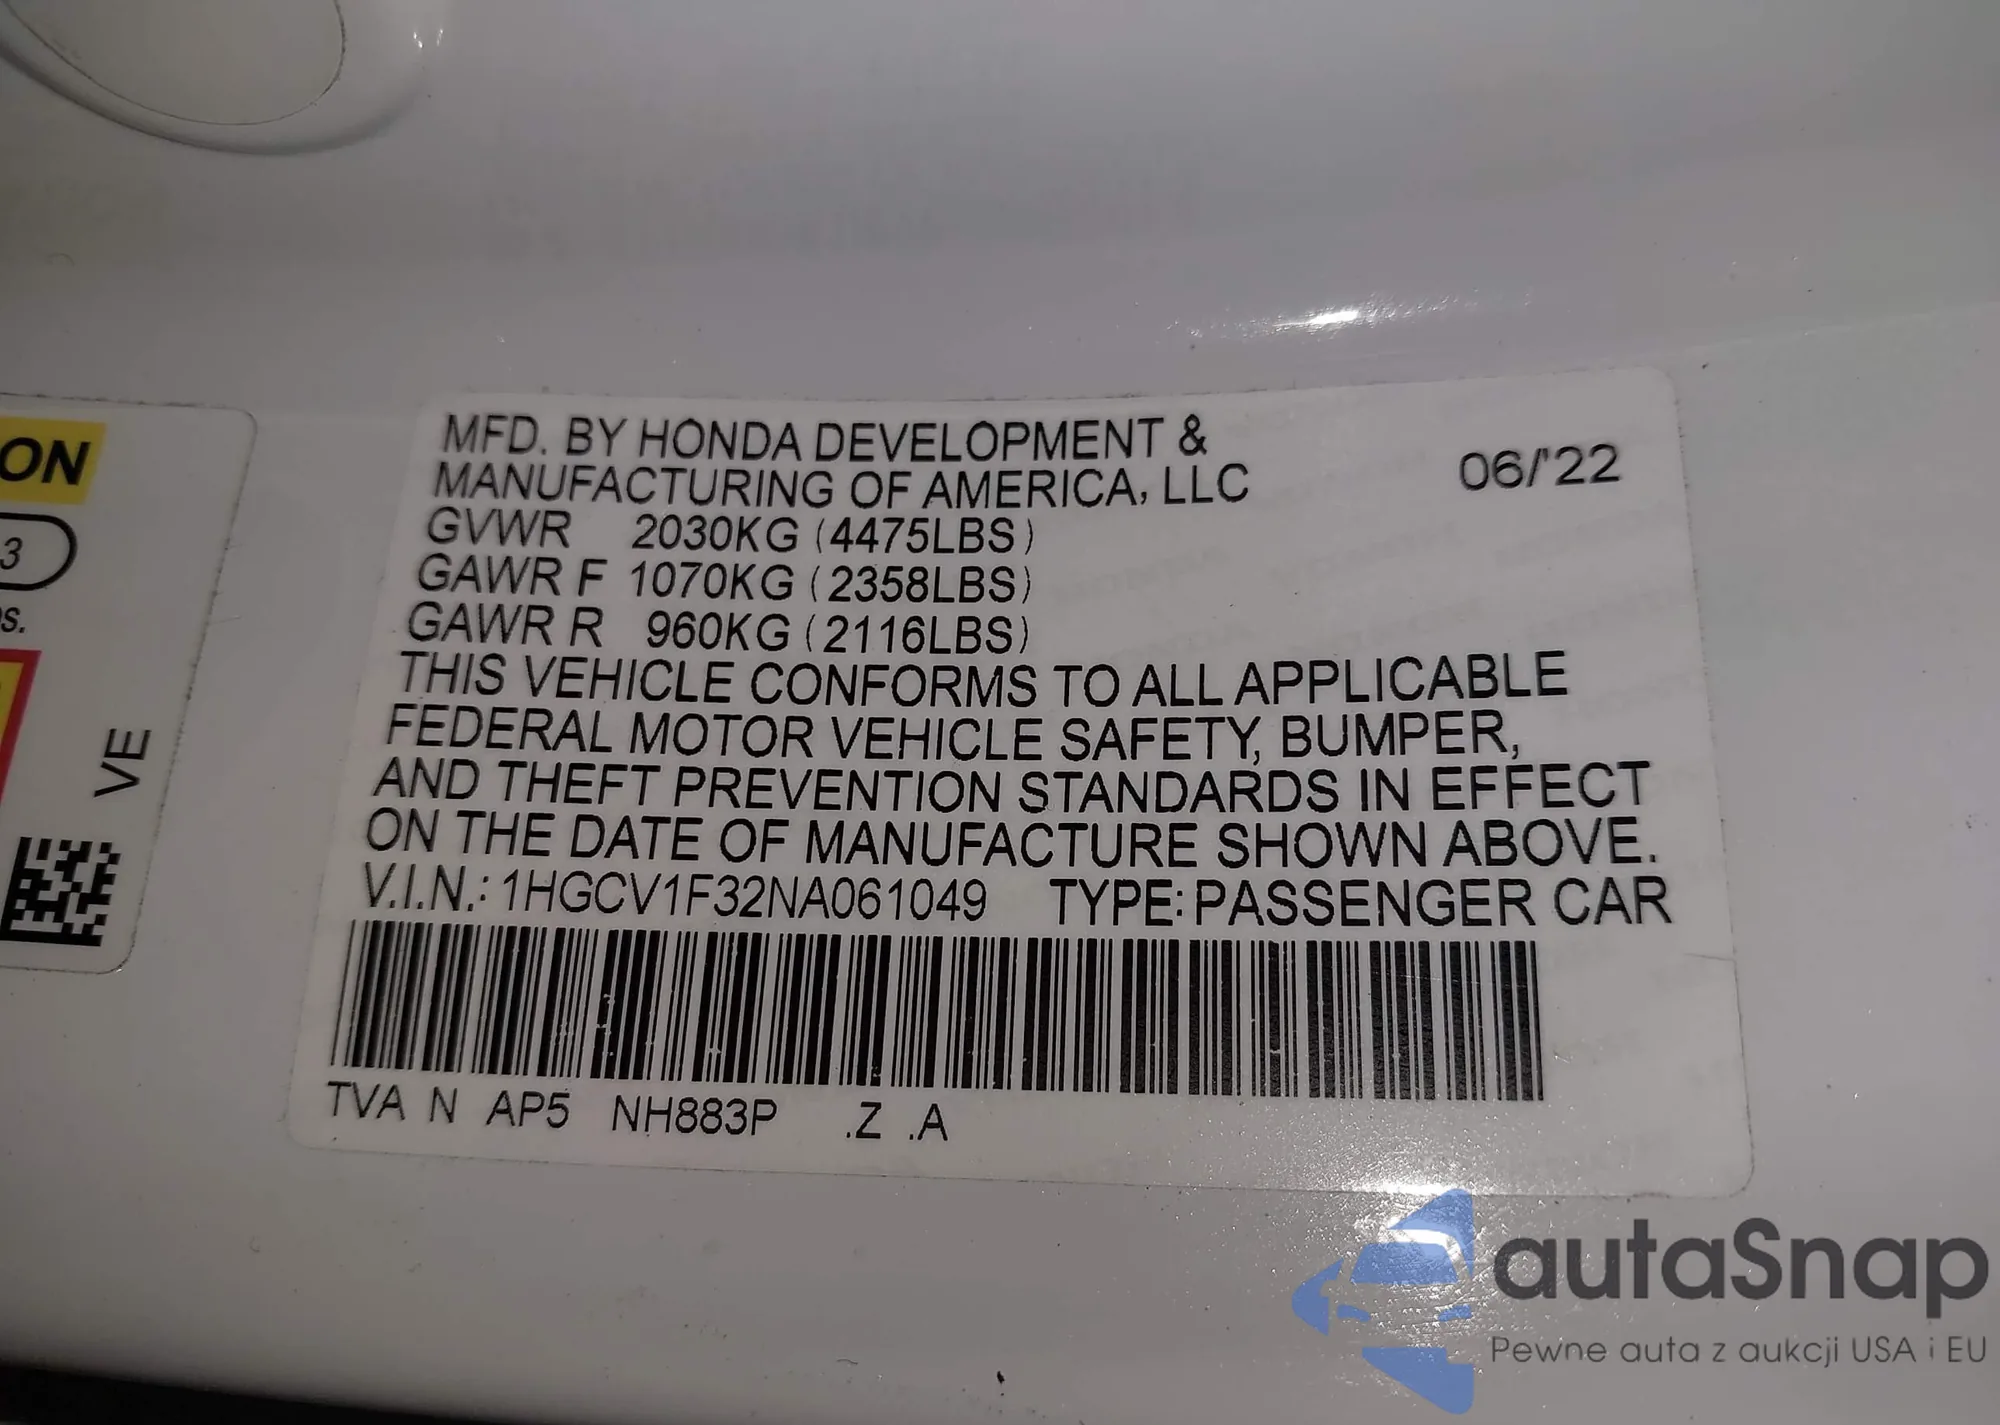 ON
3
s.
VE
MFD. BY HONDA DEVELOPMENT &
MANUFACTURING OF AMERICA, LLC
06/'22
GVWR 2030KG (4475LBS)
GAWR F 1070KG (2358LBS)
GAWR R 960KG (2116LBS)
THIS VEHICLE CONFORMS TO ALL APPLICABLE
FEDERAL MOTOR VEHICLE SAFETY, BUMPER,
AND THEFT PREVENTION STANDARDS IN EFFECT
ON THE DATE OF MANUFACTURE SHOWN ABOVE.
V.I.N.: 1HGCV1F32NA061049 TYPE: PASSENGER CAR
TVA N AP5 NH883P .Z .A
autaSnap
Pewne auta z aukcji USA i EU